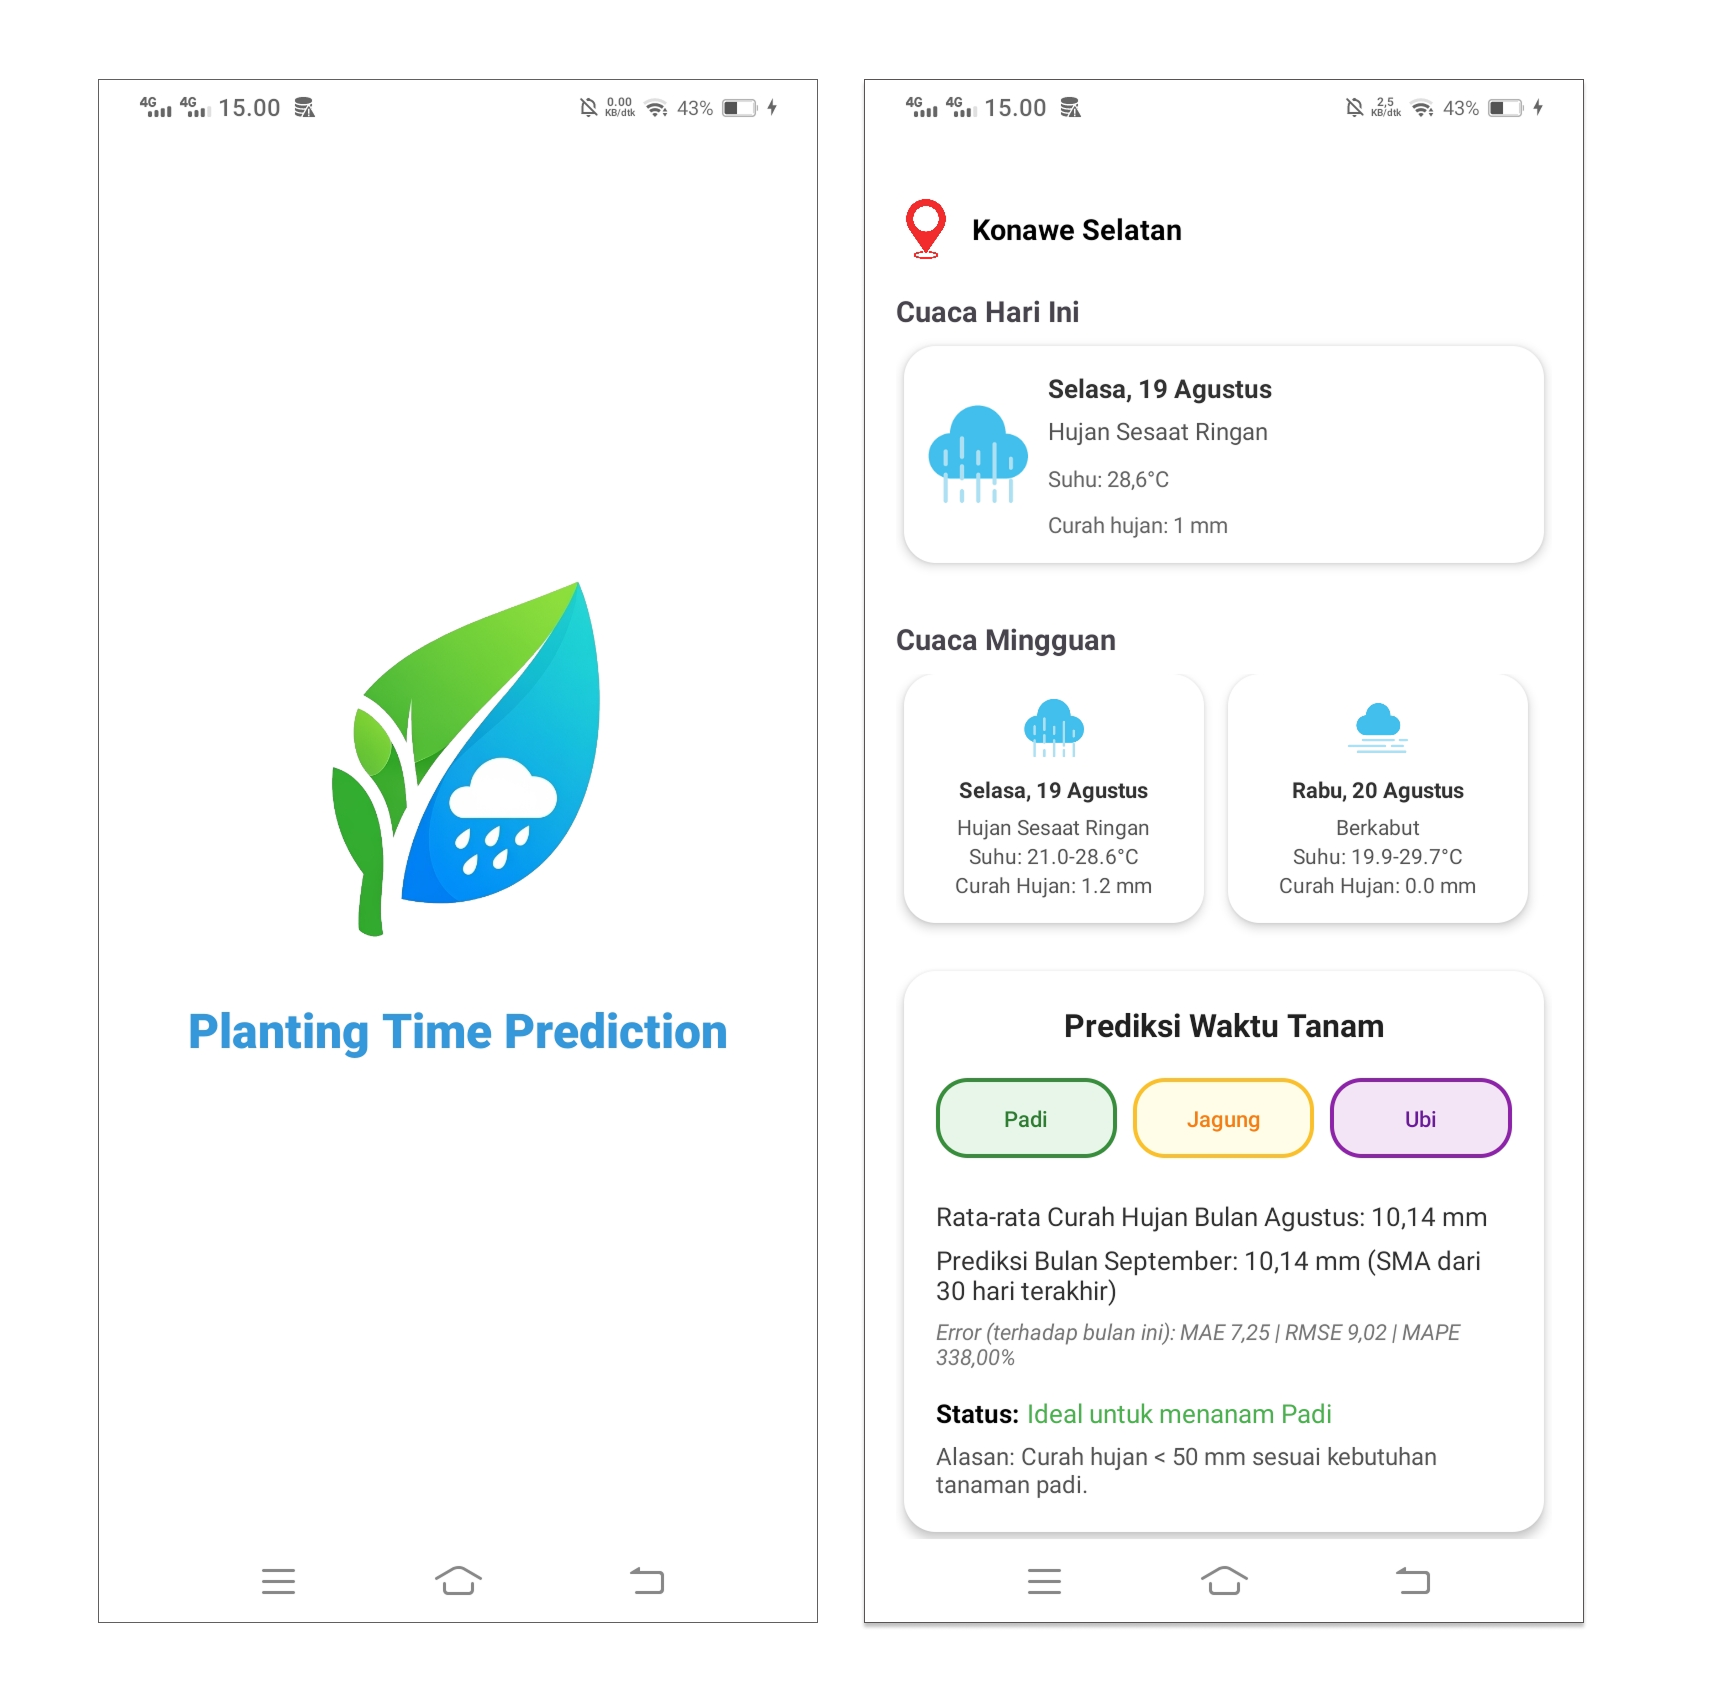 4G 4G 15.00 0.00 KB/dtk 43%
Planting Time Prediction
4G 4G 15.00 2,5 KB/dtk 43%
Konawe Selatan
Cuaca Hari Ini
Selasa, 19 Agustus
Hujan Sesaat Ringan
Suhu: 28,6°C
Curah hujan: 1 mm
Cuaca Mingguan
Selasa, 19 Agustus
Hujan Sesaat Ringan
Suhu: 21.0-28.6°C
Curah Hujan: 1.2 mm
Rabu, 20 Agustus
Berkabut
Suhu: 19.9-29.7°C
Curah Hujan: 0.0 mm
Prediksi Waktu Tanam
Padi
Jagung
Ubi
Rata-rata Curah Hujan Bulan Agustus: 10,14 mm
Prediksi Bulan September: 10,14 mm (SMA dari
30 hari terakhir)
Error (terhadap bulan ini): MAE 7,25 | RMSE 9,02 | MAPE
338,00%
Status: Ideal untuk menanam Padi
Alasan: Curah hujan < 50 mm sesuai kebutuhan
tanaman padi.